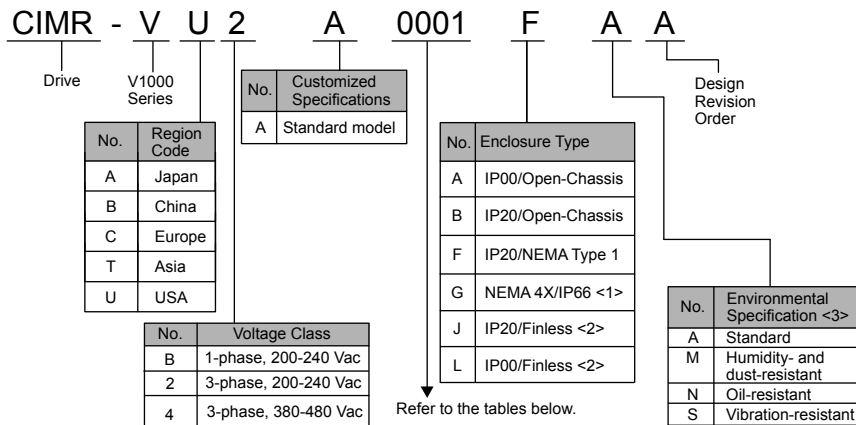 CIMR - V U 2 A 0001 F A A
Drive
V1000
Series
Design
Revision
Order
No. Customized
Specifications
A Standard model
No. Region
Code
A Japan
B China
C Europe
T Asia
U USA
No. Enclosure Type
A IP00/Open-Chassis
B IP20/Open-Chassis
F IP20/NEMA Type 1
G NEMA 4X/IP66 <1>
J IP20/Finless <2>
L IP00/Finless <2>
No. Voltage Class
B 1-phase, 200-240 Vac
2 3-phase, 200-240 Vac
4 3-phase, 380-480 Vac
Refer to the tables below.
No. Environmental
Specification <3>
A Standard
M Humidity- and
dust-resistant
N Oil-resistant
S Vibration-resistant